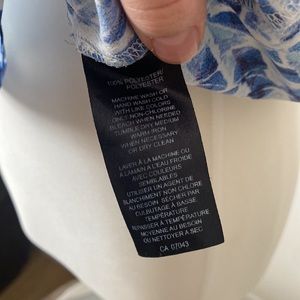 100% POLYESTER/
POLYESTER
MACHINE WASH OR
HAND WASH COLD
WITH LIKE COLORS
ONLY NON-CHLORINE
BLEACH WHEN NEEDED
TUMBLE DRY MEDIUM
WARM IRON
WHEN NECESSARY
OR DRY CLEAN
LAVER À LA MACHINE OU
À LA MAIN À L'EAU FROIDE
AVEC COULEURS
SEMBLABLES
UTILISER UN AGENT DE
BLANCHIMENT NON CHLORE
AU BESOIN SÉCHER PAR
CULBUTAGE À BASSE
TEMPÉRATURE
REPASSER À TEMPÉRATURE
MOYENNE AU BESOIN
OU NETTOYER À SEC
CA 07043